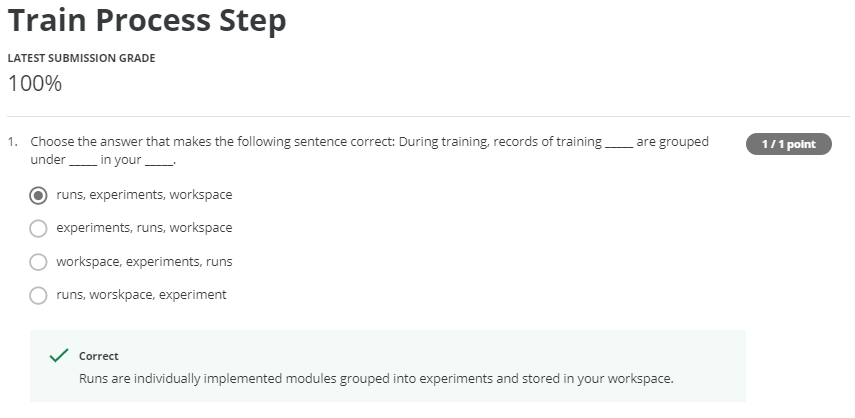 Train Process Step
LATEST SUBMISSION GRADE
100%
1. Choose the answer that makes the following sentence correct: During training, records of training _____ are grouped
under _____ in your _____.
1 / 1 point
runs, experiments, workspace
experiments, runs, workspace
workspace, experiments, runs
runs, worskpace, experiment
Correct
Runs are individually implemented modules grouped into experiments and stored in your workspace.